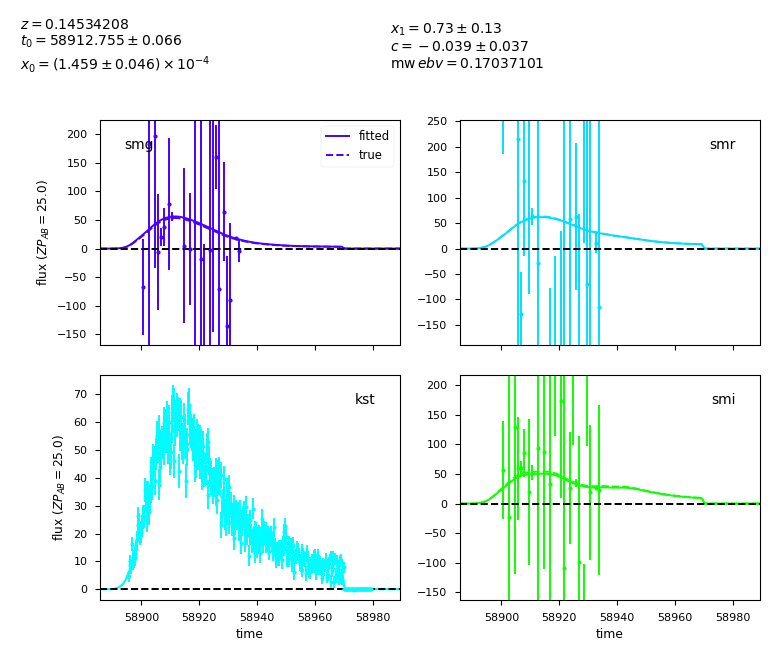 z = 0.14534208
t₀ = 58912.755 ± 0.066
x₀ = (1.459 ± 0.046) × 10⁻⁴
x₁ = 0.73 ± 0.13
c = −0.039 ± 0.037
mw ebv = 0.17037101
smg
fitted
true
flux (ZP_AB = 25.0)
200
150
100
50
0
−50
−100
−150
smr
250
200
150
100
50
0
−50
−100
−150
kst
flux (ZP_AB = 25.0)
70
60
50
40
30
20
10
0
58900 58920 58940 58960 58980
time
smi
200
150
100
50
0
−50
−100
−150
58900 58920 58940 58960 58980
time